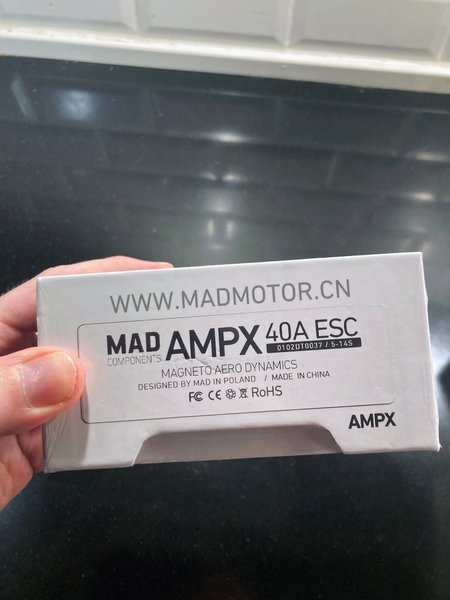 WWW.MADMOTOR.CN
MAD COMPONENTS AMPX 40A ESC
0102DT0037 / 5-14S
MAGNETO AERO DYNAMICS
DESIGNED BY MAD IN POLAND / MADE IN CHINA
FC CE RoHS
AMPX